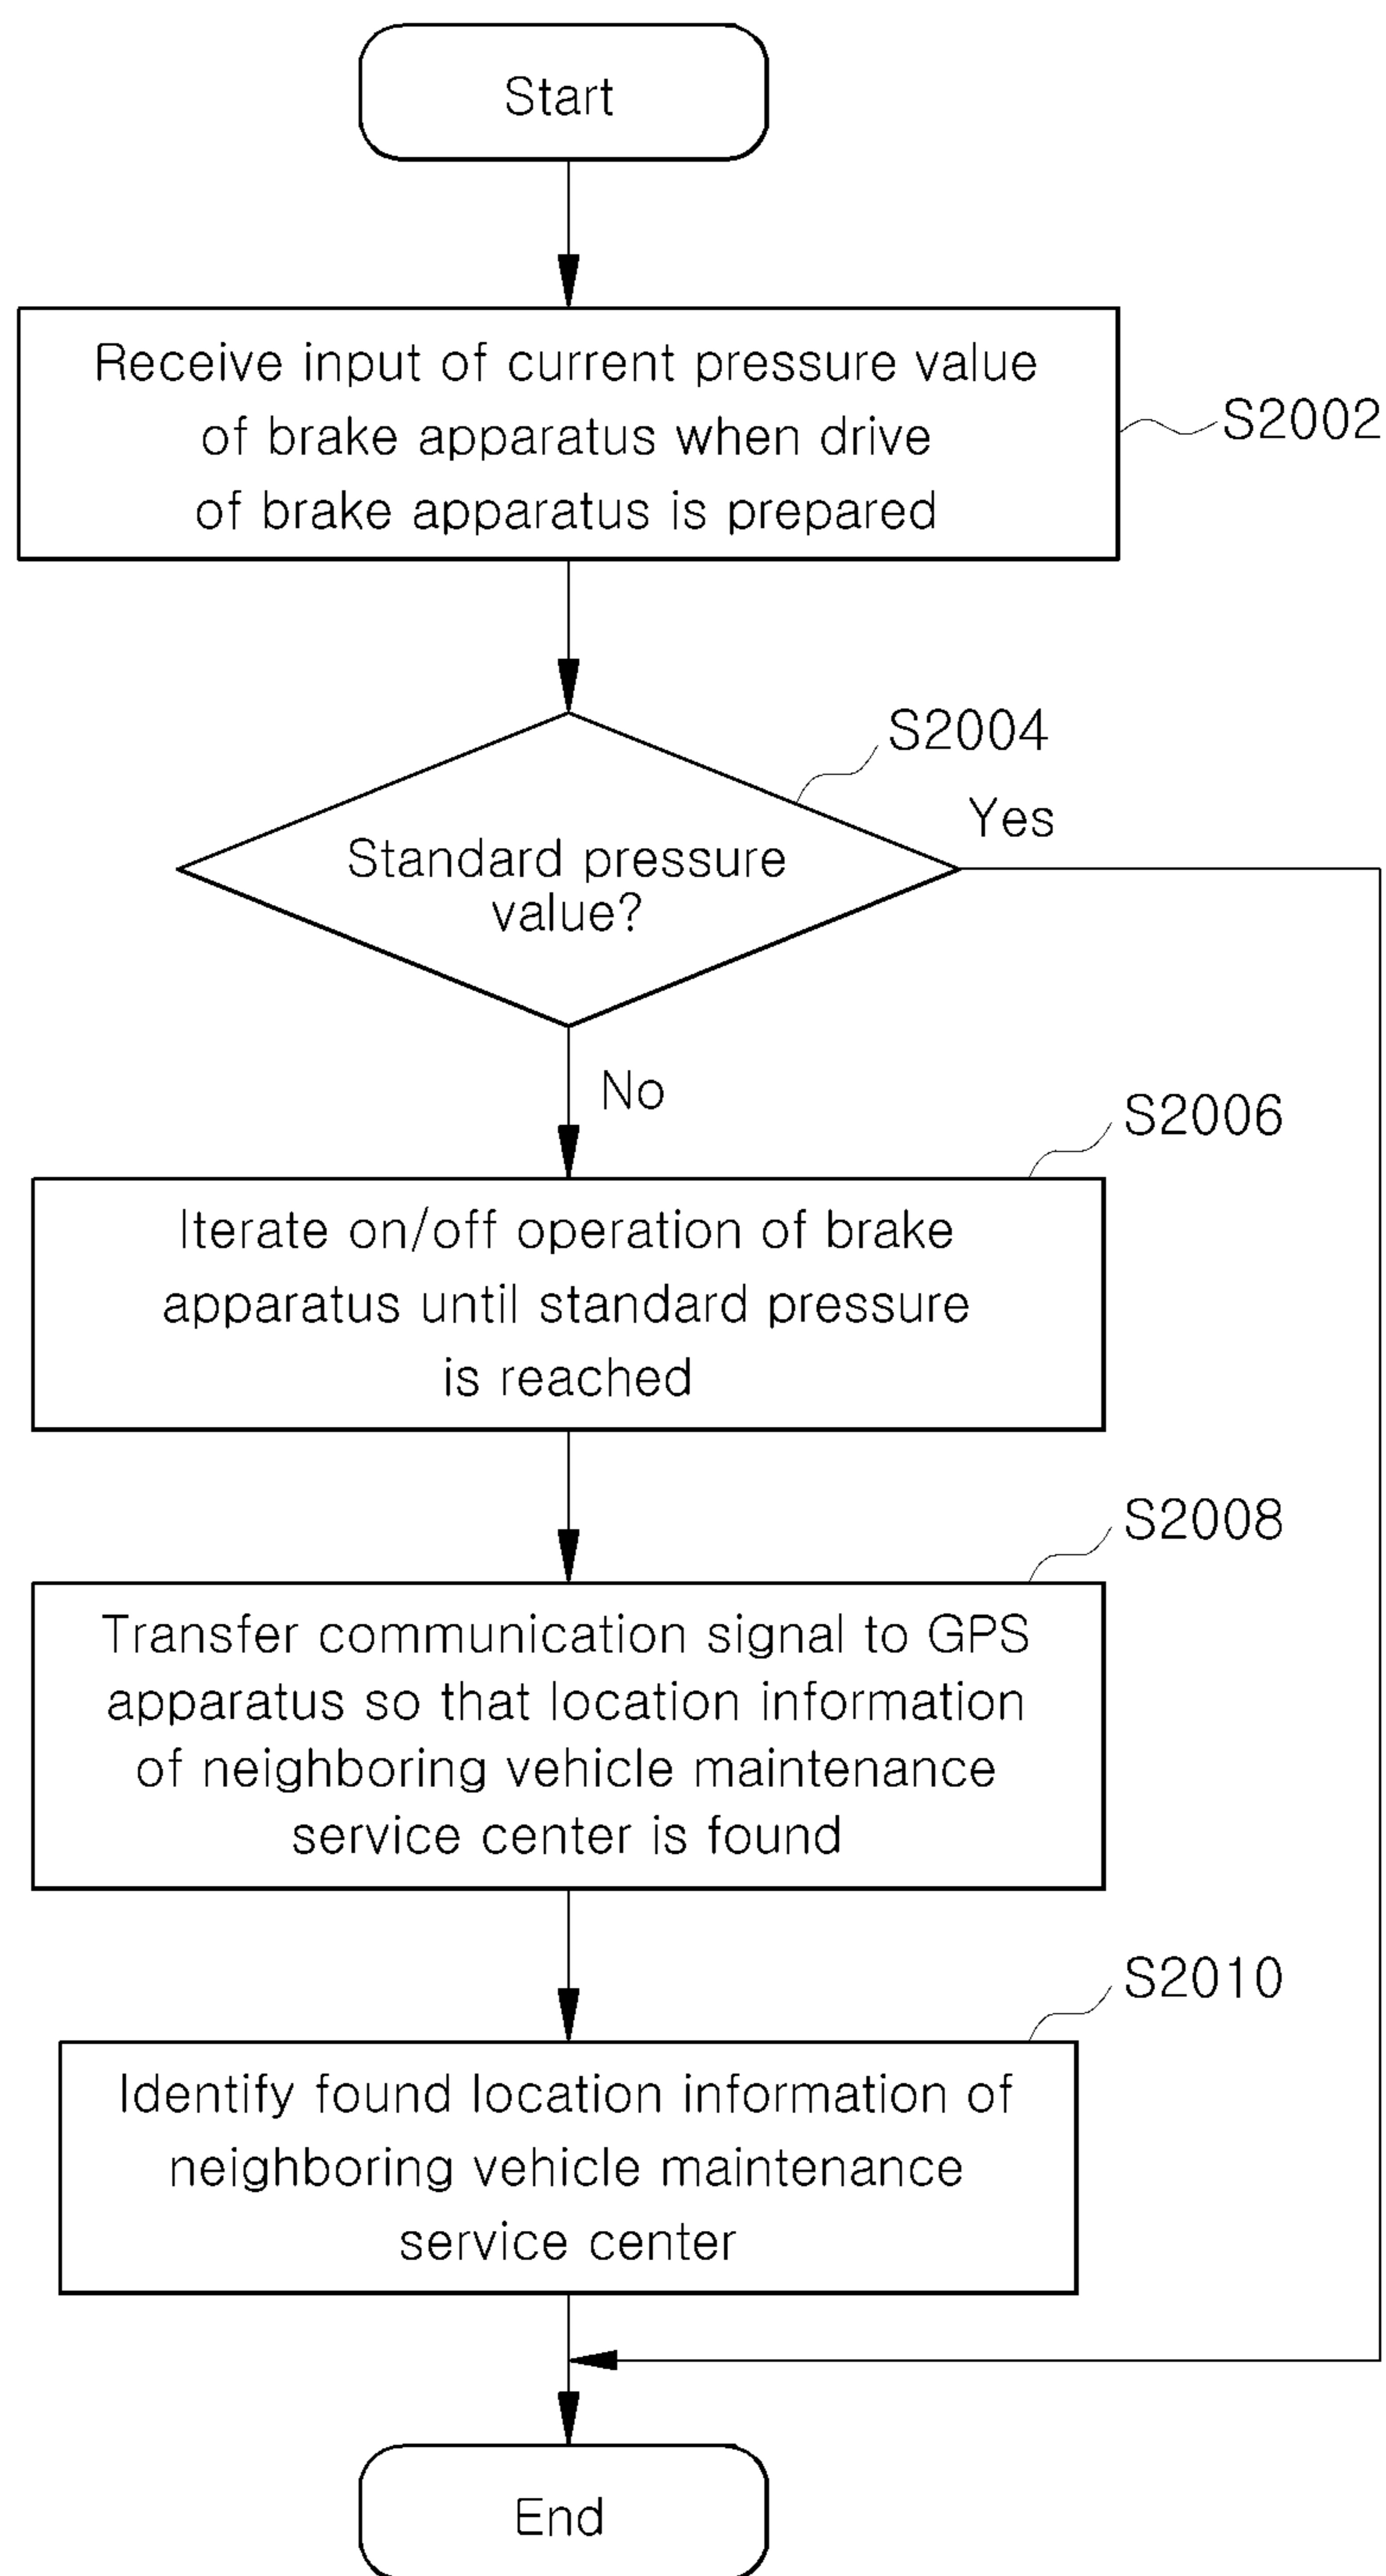 Start
Receive input of current pressure value
of brake apparatus when drive
of brake apparatus is prepared
S2002
S2004
Yes
Standard pressure
value?
No
S2006
Iterate on/off operation of brake
apparatus until standard pressure
is reached
S2008
Transfer communication signal to GPS
apparatus so that location information
of neighboring vehicle maintenance
service center is found
S2010
Identify found location information of
neighboring vehicle maintenance
service center
End